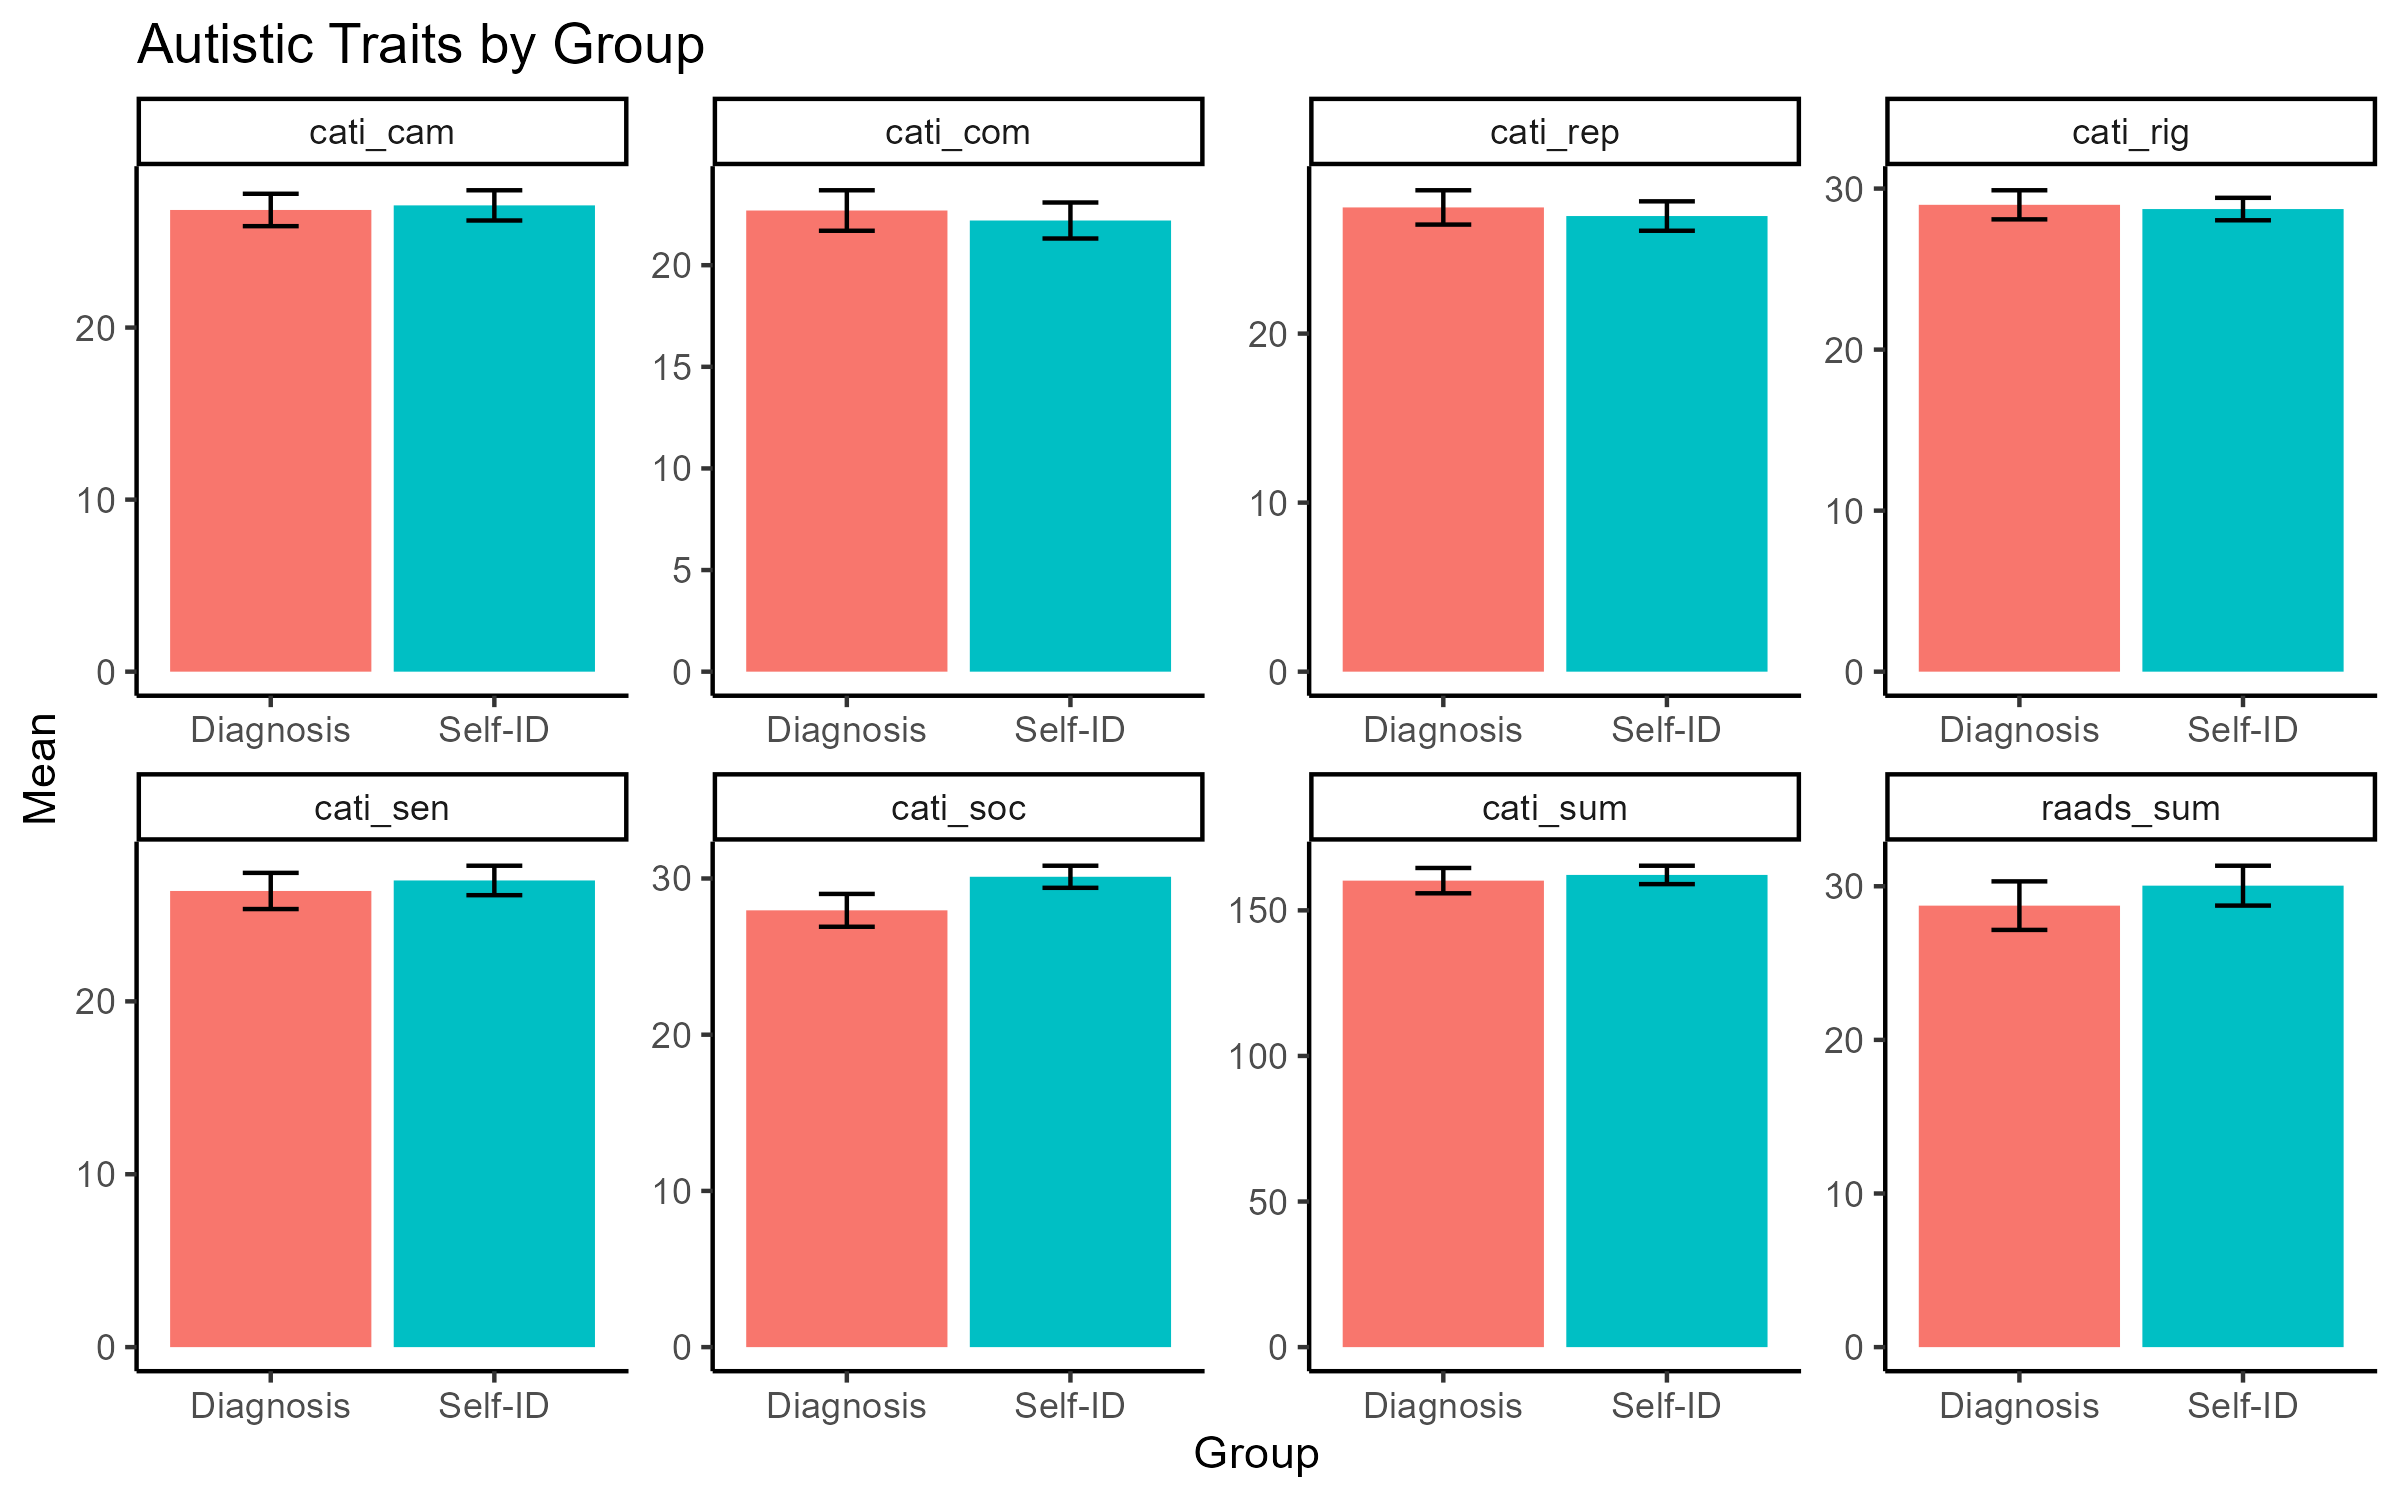 Autistic Traits by Group
cati_cam
cati_com
cati_rep
cati_rig
20
10
0
20
15
10
5
0
20
10
0
30
20
10
0
Diagnosis Self-ID
Diagnosis Self-ID
Diagnosis Self-ID
Diagnosis Self-ID
Mean
cati_sen
cati_soc
cati_sum
raads_sum
20
10
0
30
20
10
0
150
100
50
0
30
20
10
0
Diagnosis Self-ID
Diagnosis Self-ID
Diagnosis Self-ID
Diagnosis Self-ID
Group